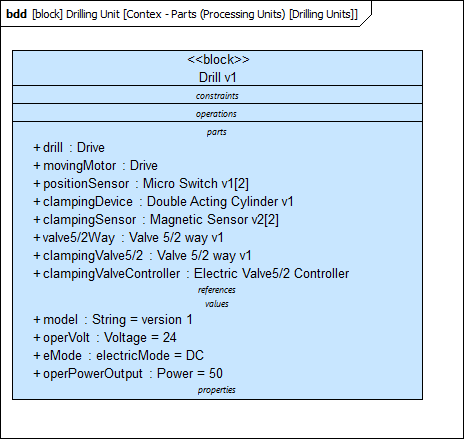 bdd [block] Drilling Unit [Contex - Parts (Processing Units) [Drilling Units]]
<<block>>
Drill v1
constraints
operations
parts
+ drill : Drive
+ movingMotor : Drive
+ positionSensor : Micro Switch v1[2]
+ clampingDevice : Double Acting Cylinder v1
+ clampingSensor : Magnetic Sensor v2[2]
+ valve5/2Way : Valve 5/2 way v1
+ clampingValve5/2 : Valve 5/2 way v1
+ clampingValveController : Electric Valve5/2 Controller
references
values
+ model : String = version 1
+ operVolt : Voltage = 24
+ eMode : electricMode = DC
+ operPowerOutput : Power = 50
properties